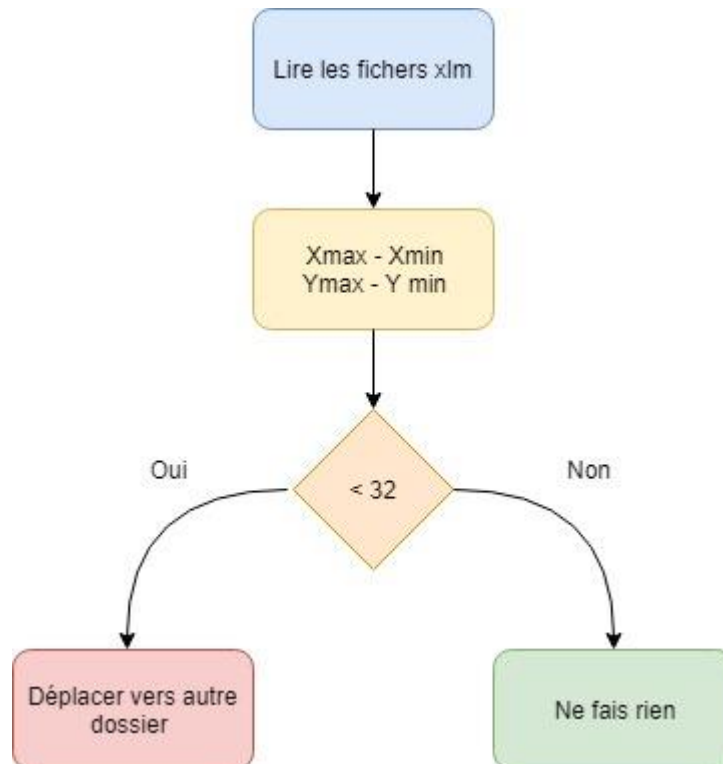 Lire les fichers xlm
Xmax - Xmin
Ymax - Y min
< 32
Oui
Non
Déplacer vers autre
dossier
Ne fais rien